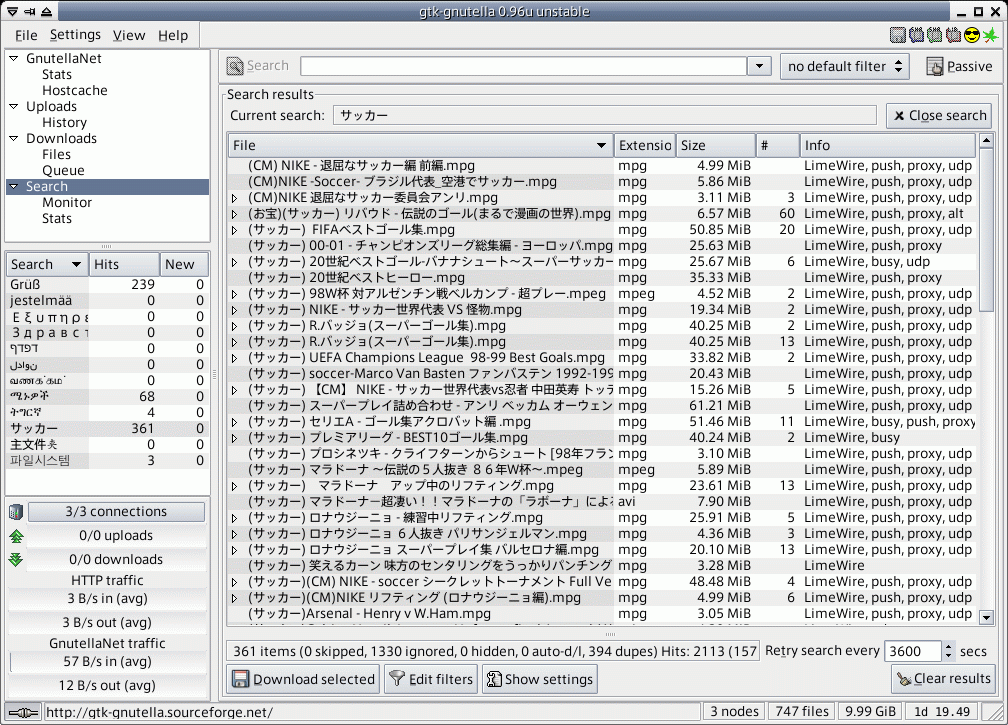 gtk-gnutella 0.96u unstable
File Settings View Help
GnutellaNet
Stats
Hostcache
Uploads
History
Downloads
Files
Queue
Search
Monitor
Stats
Search Hits New
Grüß 239 0
jestelmää 0 0
Εξυπηρε 0 0
Здравст 0 0
דפדף 0 0
0 0
0 0
68 0
ትግርኛ 4 0
サッカー 361 0
主文件夹 0 0
파일시스템 3 0
3/3 connections
0/0 uploads
0/0 downloads
HTTP traffic
3 B/s in (avg)
3 B/s out (avg)
GnutellaNet traffic
57 B/s in (avg)
12 B/s out (avg)
Search no default filter Passive
Search results
Current search: サッカー Close search
File Extensio Size # Info
(CM) NIKE - 退屈なサッカー編 前編.mpg mpg 4.99 MiB LimeWire, push, proxy, udp
(CM)NIKE -Soccer- ブラジル代表_空港でサッカー.mpg mpg 5.86 MiB LimeWire, push, proxy, udp
(CM)NIKE 退屈なサッカー委員会アンリ.mpg mpg 3.11 MiB 3 LimeWire, push, proxy, udp
(お宝)(サッカー) リバウド - 伝説のゴール(まるで漫画の世界).mpg mpg 6.57 MiB 60 LimeWire, push, proxy, alt
(サッカー) FIFAベストゴール集.mpg mpg 50.85 MiB 20 LimeWire, push, proxy, udp
(サッカー) 00-01 - チャンピオンズリーグ総集編 - ヨーロッパ.mpg mpg 25.63 MiB LimeWire, push, proxy
(サッカー) 20世紀ベストゴール-バナナシュート〜スーパーサッカー mpg 25.67 MiB 6 LimeWire, busy, udp
(サッカー) 20世紀ベストヒーロー.mpg mpg 35.33 MiB LimeWire, push, proxy
(サッカー) 98W杯 対アルゼンチン戦ベルカンプ - 超プレー.mpeg mpeg 4.52 MiB 2 LimeWire, push, proxy, udp
(サッカー) NIKE - サッカー世界代表 VS 怪物.mpg mpg 19.34 MiB 2 LimeWire, push, proxy, udp
(サッカー) R.バッジョ(スーパーゴール集).mpg mpg 40.25 MiB 2 LimeWire, push, proxy, udp
(サッカー) R.バッジョ(スーパーゴール集).mpg mpg 40.25 MiB 13 LimeWire, push, proxy, udp
(サッカー) UEFA Champions League 98-99 Best Goals.mpg mpg 33.82 MiB 2 LimeWire, push, proxy, udp
(サッカー) soccer-Marco Van Basten ファンバステン 1992-199 mpg 20.43 MiB LimeWire, push, proxy, udp
(サッカー) 【CM】 NIKE - サッカー世界代表vs忍者 中田英寿 トッテ mpg 15.26 MiB 5 LimeWire, push, proxy, udp
(サッカー) スーパープレイ詰め合わせ - アンリ ベッカム オーウェン mpg 61.21 MiB LimeWire, push, proxy, udp
(サッカー) セリエA - ゴール集アクロバット編 .mpg mpg 51.46 MiB 11 LimeWire, busy, push, proxy
(サッカー) プレミアリーグ - BEST10ゴール集.mpg mpg 40.24 MiB 2 LimeWire, busy
(サッカー) プロシネツキ - クライフターンからシュート [98年フラン mpg 3.10 MiB LimeWire, push, proxy, udp
(サッカー) マラドーナ 〜伝説の５人抜き ８６年W杯〜.mpeg mpeg 5.89 MiB LimeWire, push, proxy, udp
(サッカー)　マラドーナ　アップ中のリフティング.mpg mpg 23.61 MiB 13 LimeWire, push, proxy, udp
(サッカー) マラドーナー超凄い！！マラドーナの「ラボーナ」による avi 7.90 MiB LimeWire, push, proxy, udp
(サッカー) ロナウジーニョ - 練習中リフティング.mpg mpg 25.91 MiB 5 LimeWire, push, proxy, udp
(サッカー) ロナウジーニョ ６人抜き パリサンジェルマン.mpg mpg 4.36 MiB 3 LimeWire, push, proxy, udp
(サッカー) ロナウジーニョ スーパープレイ集 バルセロナ編.mpg mpg 20.10 MiB 13 LimeWire, push, proxy, udp
(サッカー) 笑えるカーン 味方のセンタリングをうっかりパンチング mpg 3.28 MiB LimeWire
(サッカー)(CM) NIKE - soccer シークレットトーナメント Full Ve mpg 48.48 MiB 4 LimeWire, push, proxy, udp
(サッカー)(CM)NIKE リフティング (ロナウジーニョ編).mpg mpg 4.99 MiB 6 LimeWire, push, proxy, udp
(サッカー)Arsenal - Henry v W.Ham.mpg mpg 3.05 MiB LimeWire, push, proxy, udp
361 items (0 skipped, 1330 ignored, 0 hidden, 0 auto-d/l, 394 dupes) Hits: 2113 (157 Retry search every 3600 secs
Download selected Edit filters Show settings Clear results
http://gtk-gnutella.sourceforge.net/ 3 nodes 747 files 9.99 GiB 1d 19.49